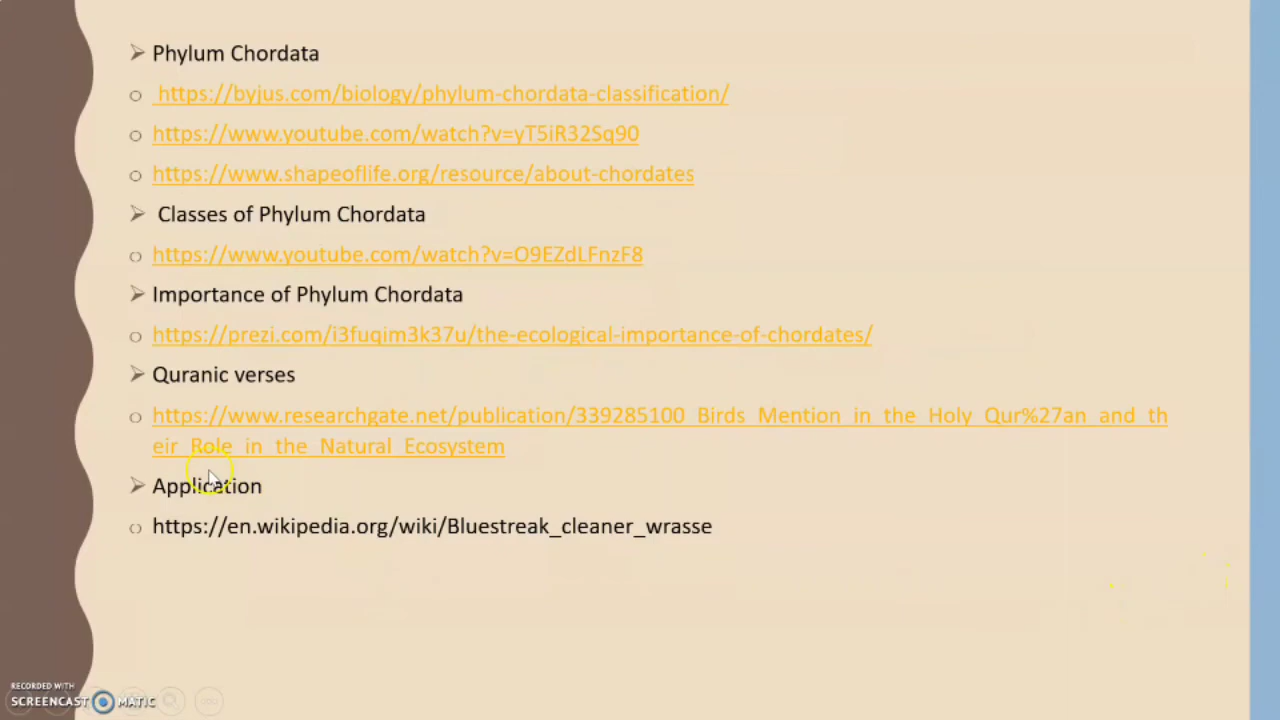 Phylum Chordata
https://byjus.com/biology/phylum-chordata-classification/
https://www.youtube.com/watch?v=yT5iR32Sq90
https://www.shapeoflife.org/resource/about-chordates
Classes of Phylum Chordata
https://www.youtube.com/watch?v=O9EZdLFnzF8
Importance of Phylum Chordata
https://prezi.com/i3fuqim3k37u/the-ecological-importance-of-chordates/
Quranic verses
https://www.researchgate.net/publication/339285100_Birds_Mention_in_the_Holy_Qur%27an_and_th
eir_Role_in_the_Natural_Ecosystem
Application
https://en.wikipedia.org/wiki/Bluestreak_cleaner_wrasse
RECORDED WITH
SCREENCAST MATIC